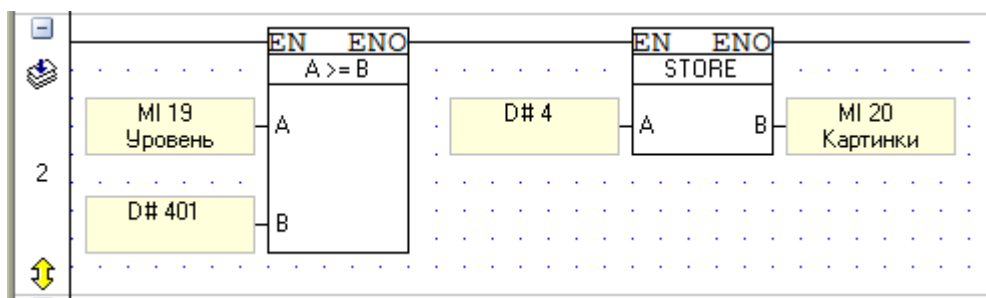 EN ENO
A >= B
MI 19
Уровень
A
D# 401
B
EN ENO
STORE
D# 4
A B
MI 20
Картинки
2